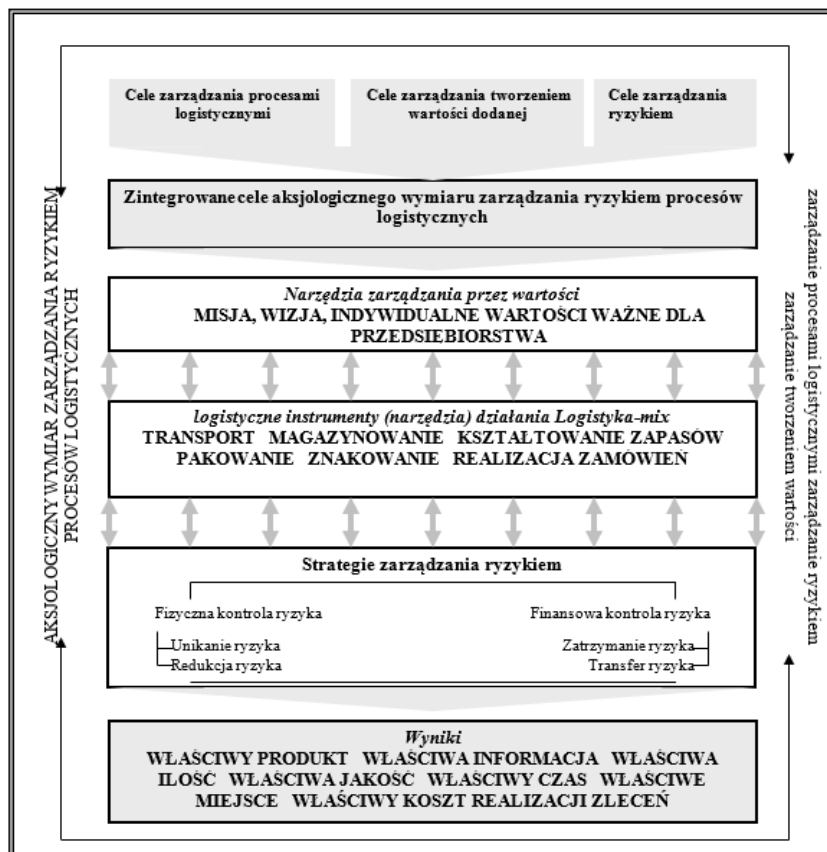 Cele zarządzania procesami
logistycznymi
Cele zarządzania tworzeniem
wartości dodanej
Cele zarządzania
ryzykiem
Zintegrowane cele aksjologicznego wymiaru zarządzania ryzykiem procesów
logistycznych
Narzędzia zarządzania przez wartości
MISJA, WIZJA, INDYWIDUALNE WARTOŚCI WAŻNE DLA
PRZEDSIEBIORSTWA
logistyczne instrumenty (narzędzia) działania Logistyka-mix
TRANSPORT MAGAZYNOWANIE KSZTAŁTOWANIE ZAPASÓW
PAKOWANIE ZNAKOWANIE REALIZACJA ZAMÓWIEŃ
Strategie zarządzania ryzykiem
Fizyczna kontrola ryzyka
Unikanie ryzyka
Redukcja ryzyka
Finansowa kontrola ryzyka
Zatrzymanie ryzyka
Transfer ryzyka
Wyniki
WŁAŚCIWY PRODUKT WŁAŚCIWA INFORMACJA WŁAŚCIWA
ILOŚĆ WŁAŚCIWA JAKOŚĆ WŁAŚCIWY CZAS WŁAŚCIWE
MIEJSCE WŁAŚCIWY KOSZT REALIZACJI ZLECEŃ
AKSJOLOGICZNY WYMIAR ZARZĄDZANIA RYZYKIEM
PROCESÓW LOGISTYCZNYCH
zarządzanie procesami logistycznymi zarządzanie ryzykiem
zarządzanie tworzeniem wartości